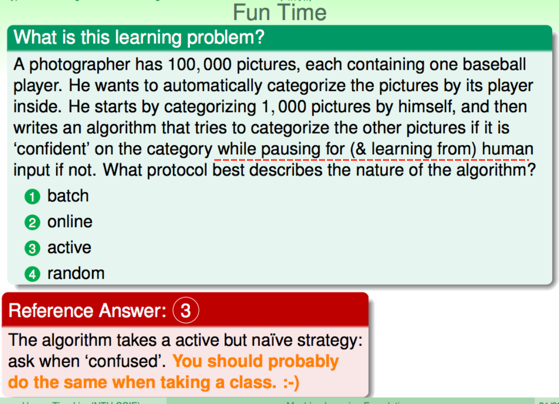 Fun Time
What is this learning problem?
A photographer has 100,000 pictures, each containing one baseball
player. He wants to automatically categorize the pictures by its player
inside. He starts by categorizing 1,000 pictures by himself, and then
writes an algorithm that tries to categorize the other pictures if it is
‘confident’ on the category while pausing for (& learning from) human
input if not. What protocol best describes the nature of the algorithm?
1 batch
2 online
3 active
4 random
Reference Answer: 3
The algorithm takes a active but naïve strategy:
ask when ‘confused’. You should probably
do the same when taking a class. :-)